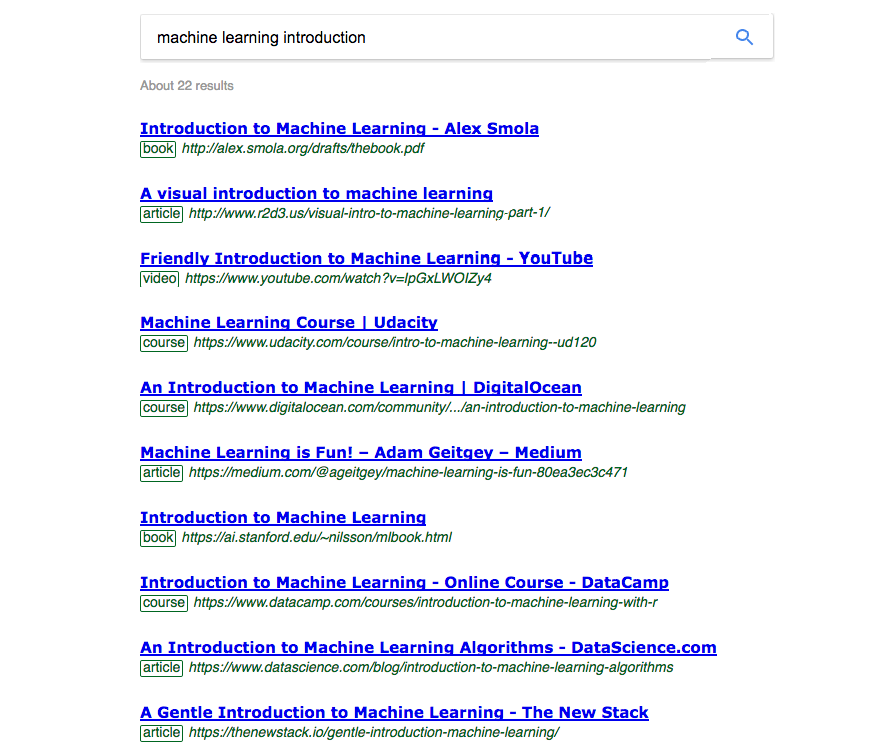 machine learning introduction
About 22 results
Introduction to Machine Learning - Alex Smola
book http://alex.smola.org/drafts/thebook.pdf
A visual introduction to machine learning
article http://www.r2d3.us/visual-intro-to-machine-learning-part-1/
Friendly Introduction to Machine Learning - YouTube
video https://www.youtube.com/watch?v=IpGxLWOIZy4
Machine Learning Course | Udacity
course https://www.udacity.com/course/intro-to-machine-learning--ud120
An Introduction to Machine Learning | DigitalOcean
course https://www.digitalocean.com/community/.../an-introduction-to-machine-learning
Machine Learning is Fun! – Adam Geitgey – Medium
article https://medium.com/@ageitgey/machine-learning-is-fun-80ea3ec3c471
Introduction to Machine Learning
book https://ai.stanford.edu/~nilsson/mlbook.html
Introduction to Machine Learning - Online Course - DataCamp
course https://www.datacamp.com/courses/introduction-to-machine-learning-with-r
An Introduction to Machine Learning Algorithms - DataScience.com
article https://www.datascience.com/blog/introduction-to-machine-learning-algorithms
A Gentle Introduction to Machine Learning - The New Stack
article https://thenewstack.io/gentle-introduction-machine-learning/